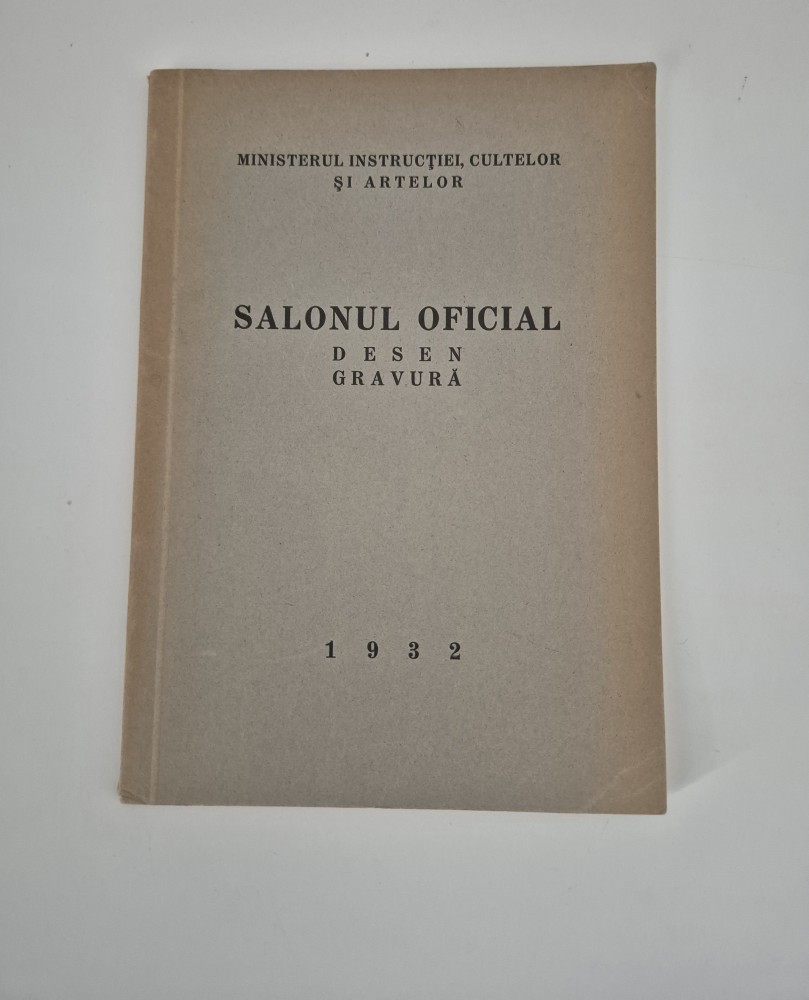 MINISTERUL INSTRUCŢIEI, CULTELOR
ŞI ARTELOR
SALONUL OFICIAL
DESEN
GRAVURĂ
1932